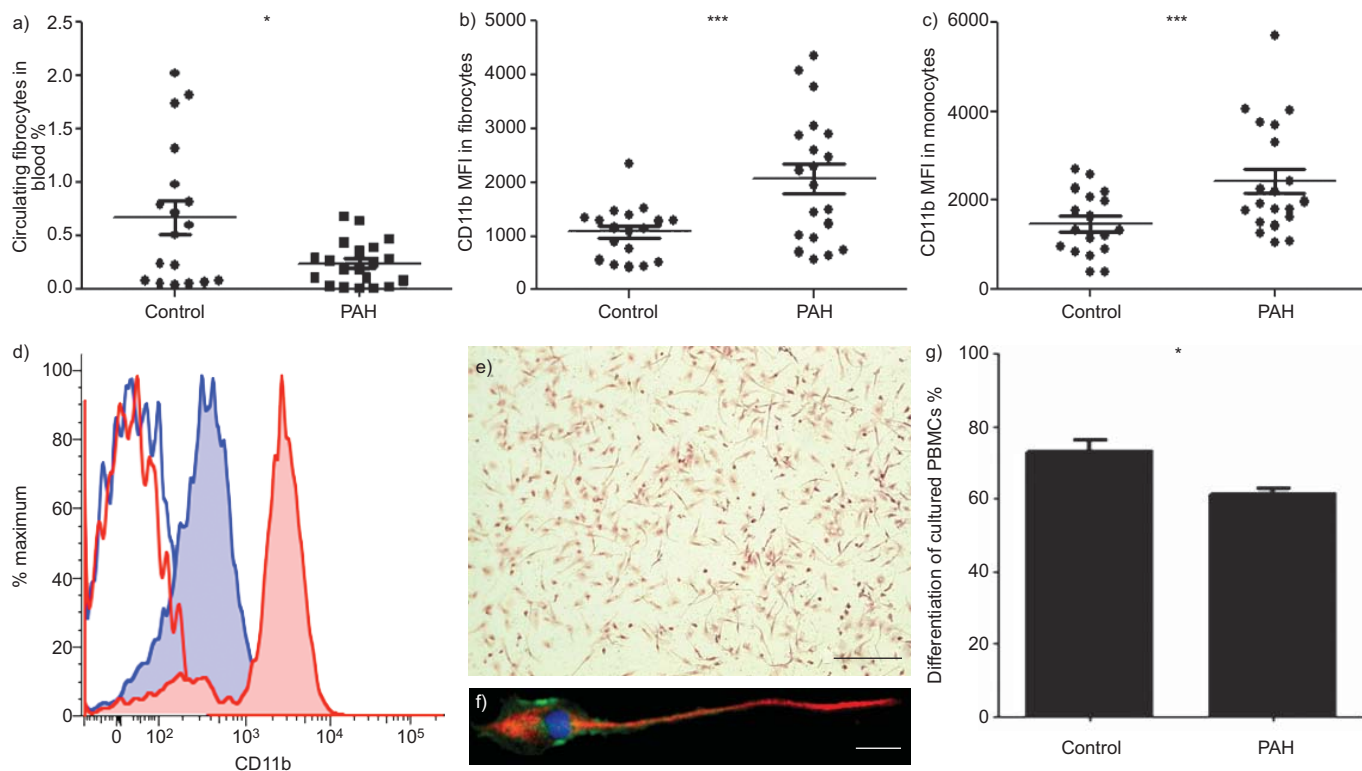 a)
*
Circulating fibrocytes in
blood %
2.5
2.0
1.5
1.0
0.5
0.0
Control
PAH
b)
***
CD11b MFI in fibrocytes
5000
4000
3000
2000
1000
0
Control
PAH
c)
***
CD11b MFI in monocytes
6000
4000
2000
0
Control
PAH
d)
% maximum
100
80
60
40
20
0
0
10²
10³
10⁴
10⁵
CD11b
e)
f)
g)
*
Differentiation of cultured PBMCs %
100
80
60
40
20
0
Control
PAH